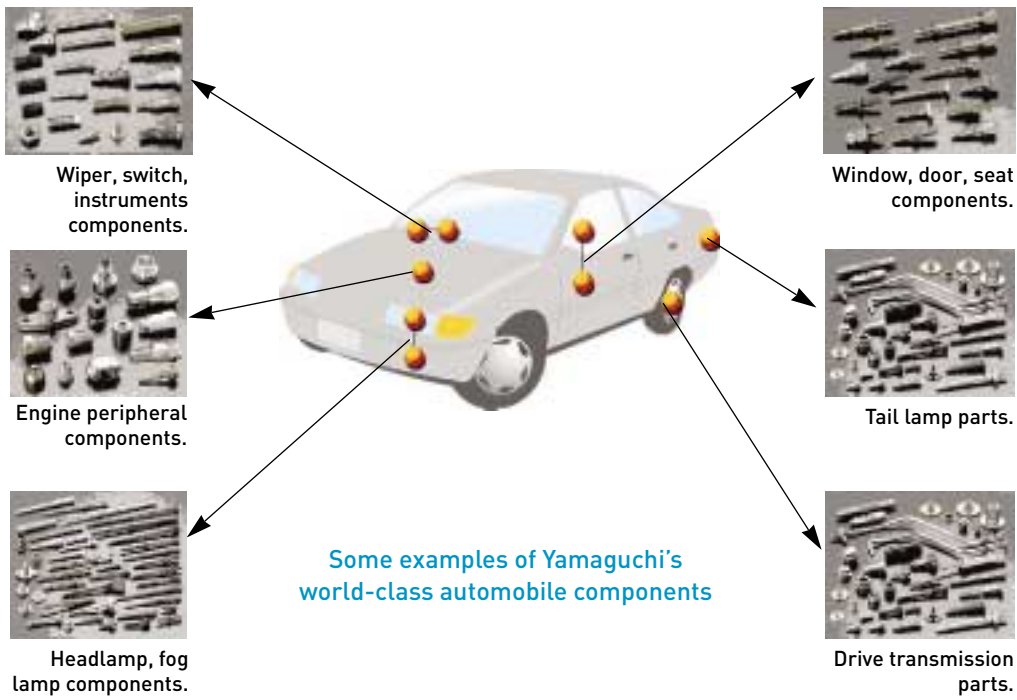 Wiper, switch,
instruments
components.
Window, door, seat
components.
Engine peripheral
components.
Tail lamp parts.
Some examples of Yamaguchi’s
world-class automobile components
Headlamp, fog
lamp components.
Drive transmission
parts.